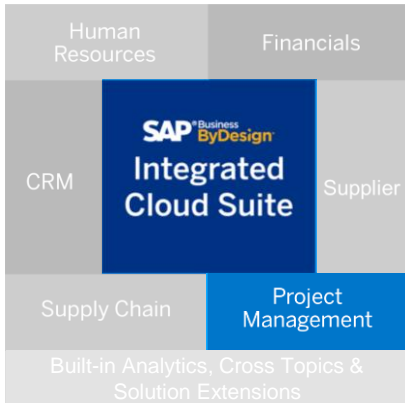 Human
Resources
Financials
SAP® Business
ByDesign
Integrated
Cloud Suite
CRM
Supplier
Supply Chain
Project
Management
Built-in Analytics, Cross Topics &
Solution Extensions